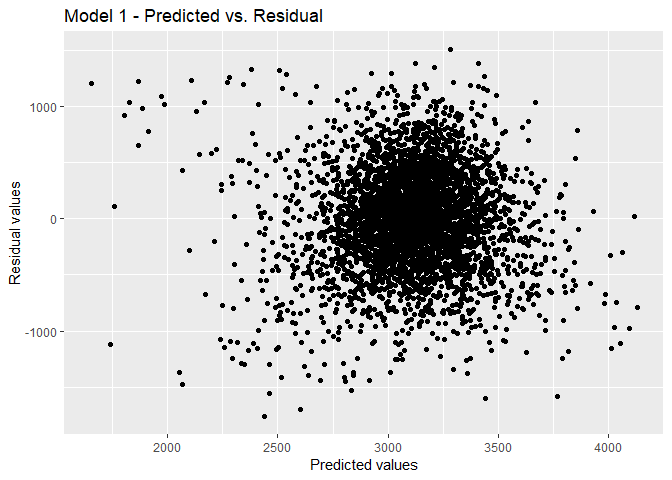 Model 1 - Predicted vs. Residual
1000
0
-1000
Residual values
2000 2500 3000 3500 4000
Predicted values